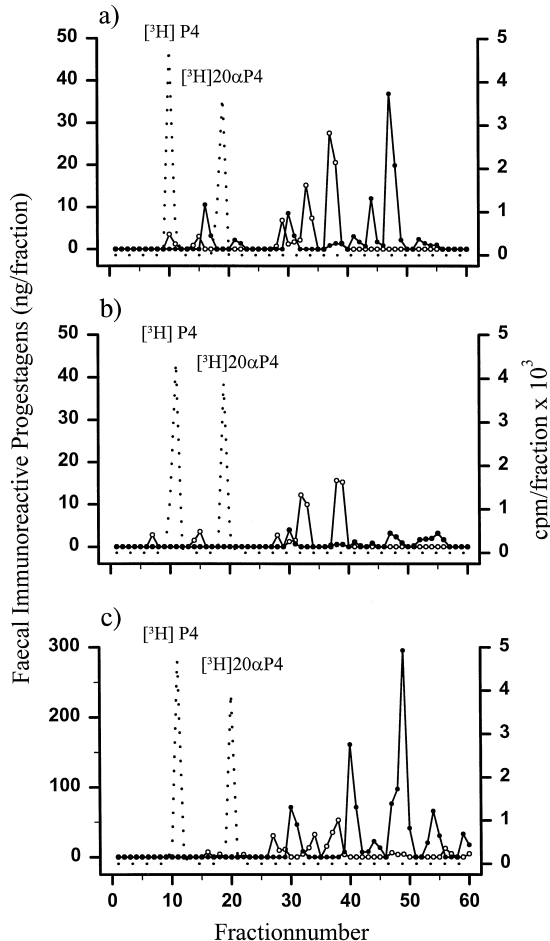 a)
[³H] P4
[³H]20αP4
50
40
30
20
10
0
5
4
3
2
1
0
b)
[³H] P4
[³H]20αP4
50
40
30
20
10
0
5
4
3
2
1
0
c)
[³H] P4
[³H]20αP4
300
200
100
0
5
4
3
2
1
0
0 10 20 30 40 50 60
Fractionnumber
Faecal Immunoreactive Progestagens (ng/fraction)
cpm/fraction x 10³